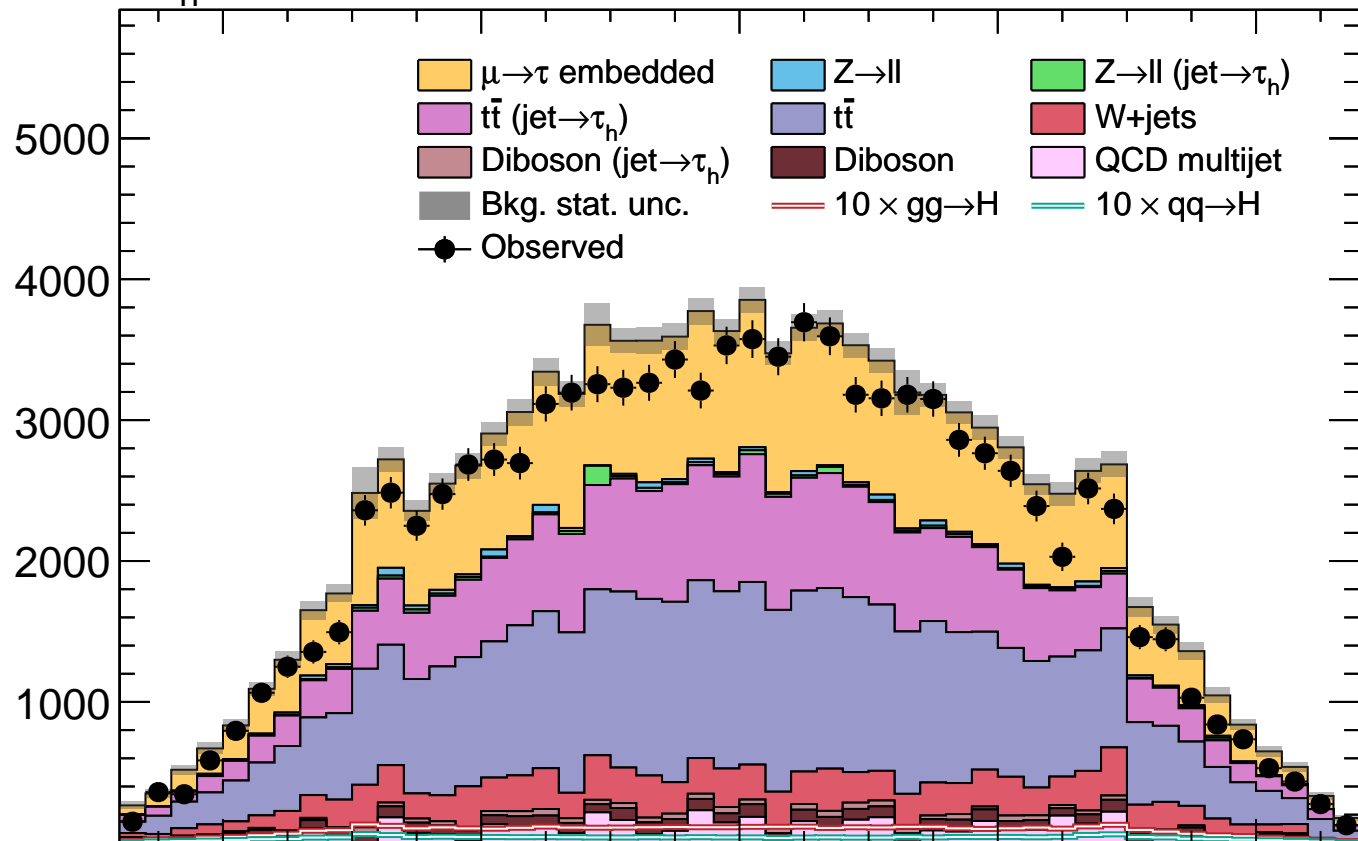 μ→τ embedded Z→ll Z→ll (jet→τh)
tt̄ (jet→τh) tt̄ W+jets
Diboson (jet→τh) Diboson QCD multijet
Bkg. stat. unc. 10 × gg→H 10 × qq→H
Observed
5000
4000
3000
2000
1000